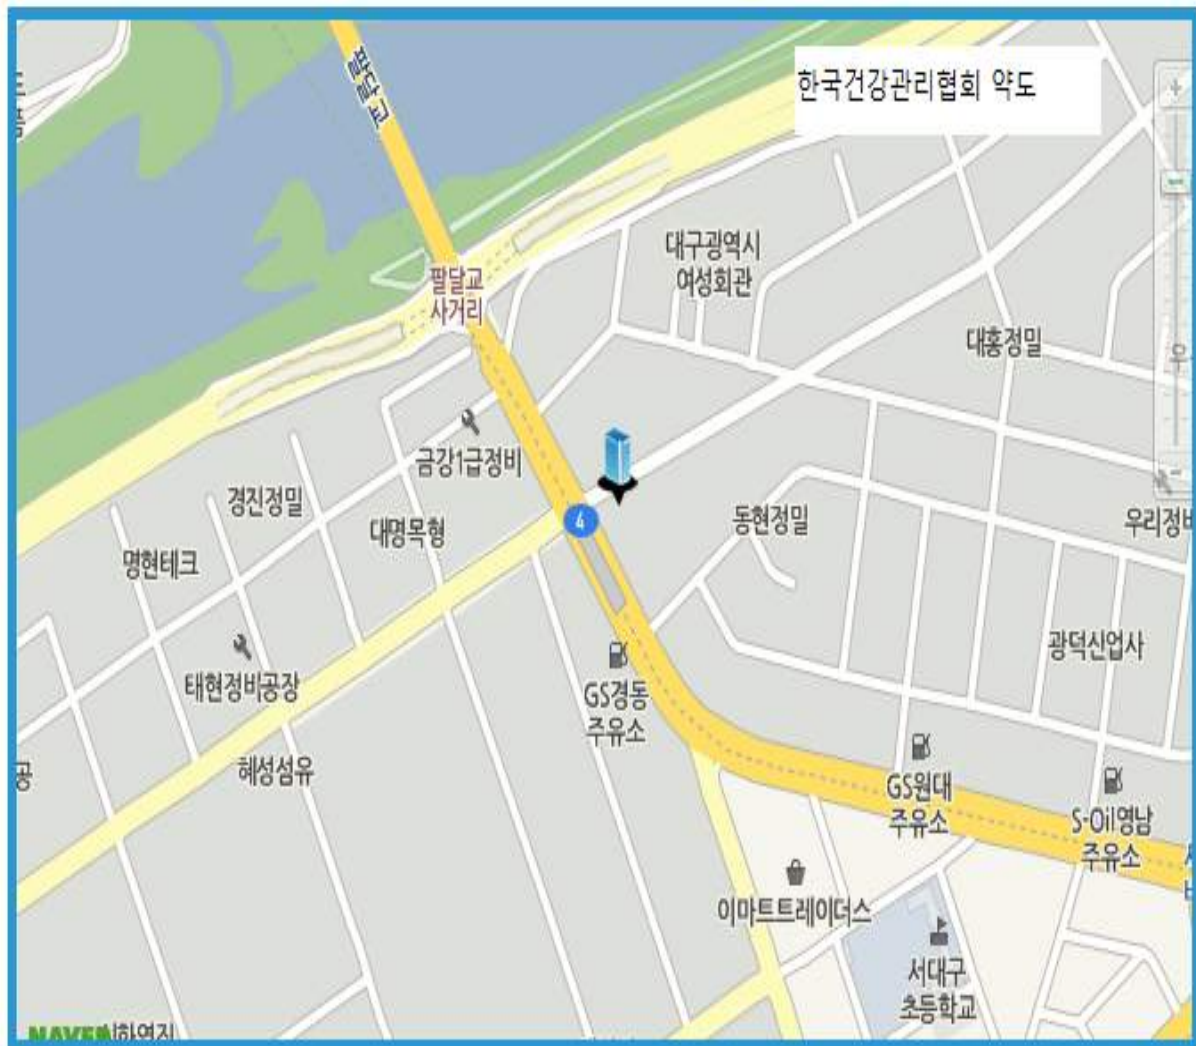 한국건강관리협회 약도
팔달교
대구광역시
여성회관
팔달교
사거리
대홍정밀
금강1급정비
경진정밀
대명목형
동현정밀
우리정비
명현테크
4
광덕산업사
태현정비공장
GS경동
주유소
혜성섬유
공
GS원대
주유소
S-Oil영남
주유소
이마트트레이더스
서대구
초등학교
NAVER